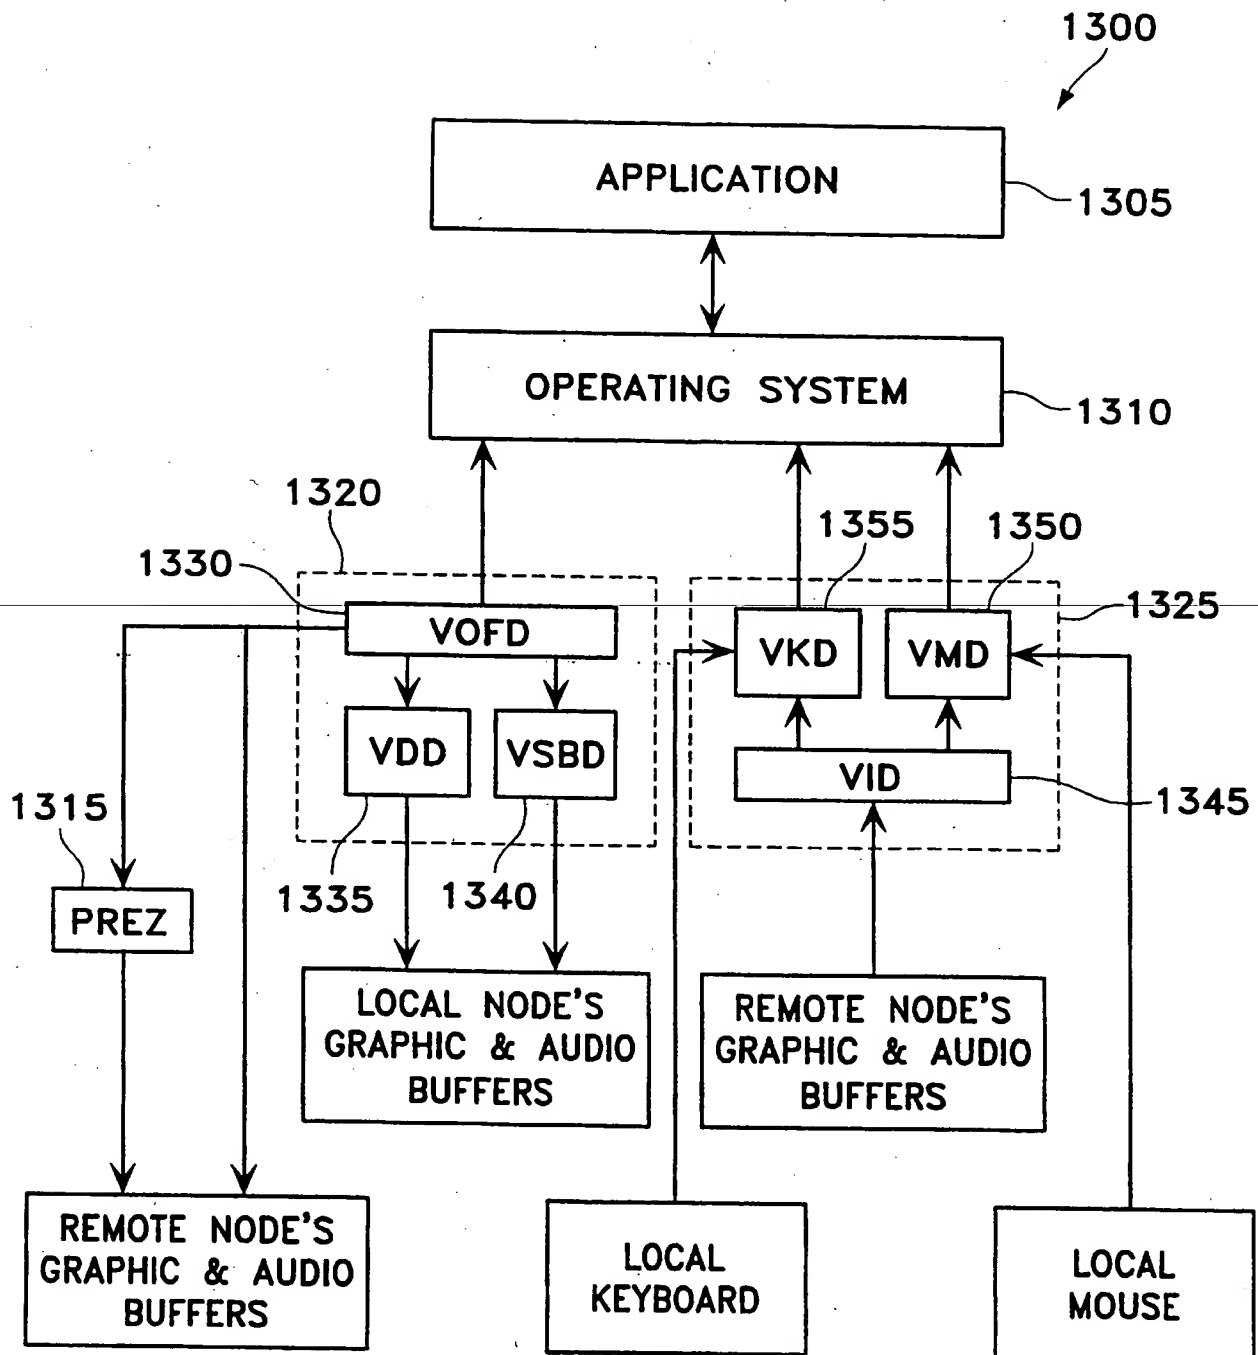 1300
APPLICATION
1305
OPERATING SYSTEM
1310
1320
1355
1350
1330
1325
VOFD
VKD
VMD
VDD
VSBD
VID
1315
1345
1335
1340
PREZ
LOCAL NODE'S
GRAPHIC & AUDIO
BUFFERS
REMOTE NODE'S
GRAPHIC & AUDIO
BUFFERS
REMOTE NODE'S
GRAPHIC & AUDIO
BUFFERS
LOCAL
KEYBOARD
LOCAL
MOUSE